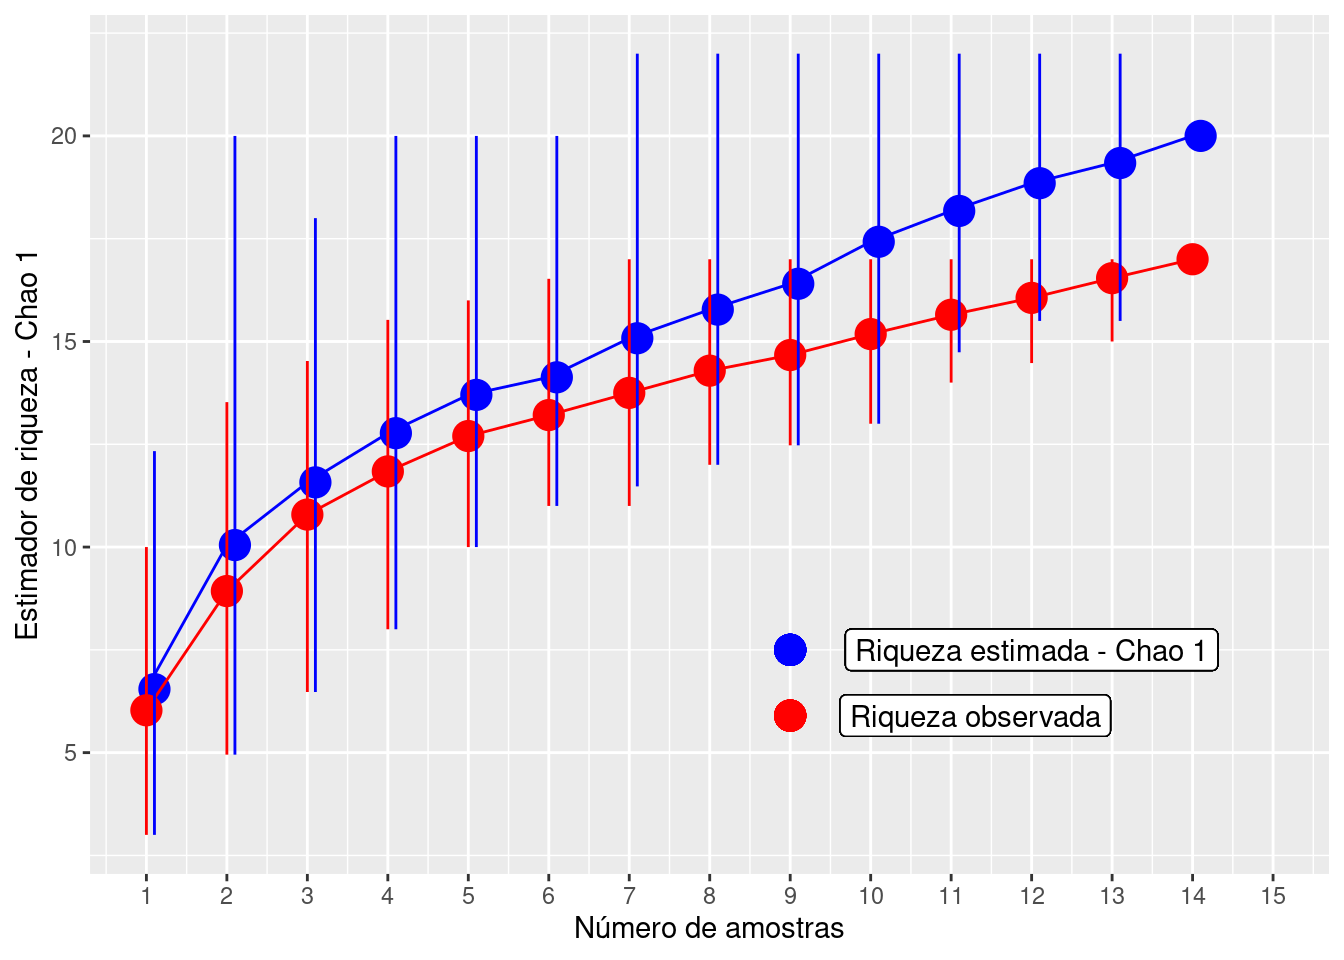 Estimador de riqueza - Chao 1
20
15
10
5
Riqueza estimada - Chao 1
Riqueza observada
1 2 3 4 5 6 7 8 9 10 11 12 13 14 15
Número de amostras